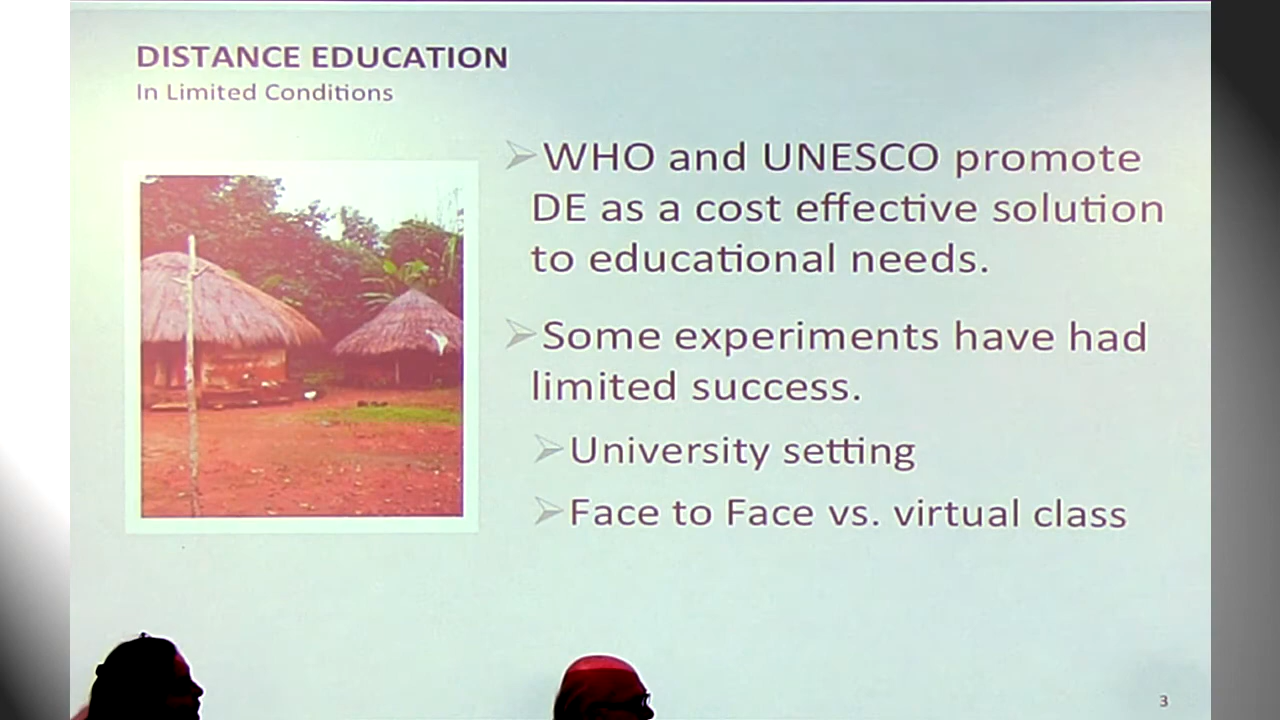 DISTANCE EDUCATION
In Limited Conditions
WHO and UNESCO promote
DE as a cost effective solution
to educational needs.
Some experiments have had
limited success.
University setting
Face to Face vs. virtual class
3